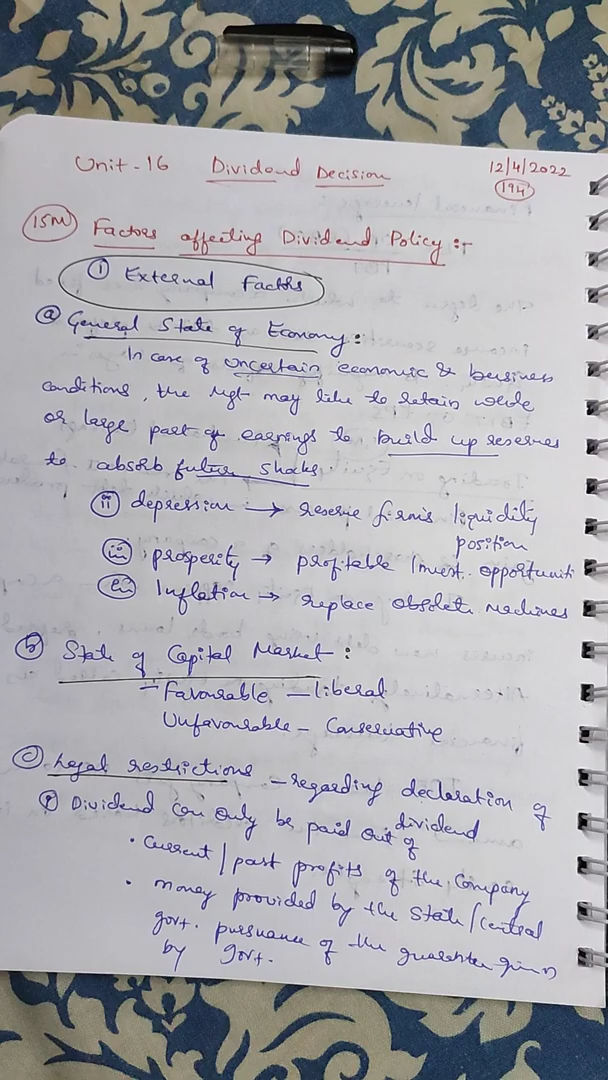 Unit-16 Dividend Decision 12/4/2022
194
15M Factors affecting Dividend Policy :-
① External Factors
ⓐ General State of Economy:
In case of uncertain economic & business
conditions, the mgt may like to retain whole
or large part of earnings to build up reserves
to absorb future shocks.
ⓘⓘ depression → reserve firm's liquidity
position
ⓘⓘⓘ prosperity → profitable Invest. opportuniti
Inflation → replace obsolete machines
ⓑ State of Capital Market:
- Favourable - liberal
Unfavourable - Conservative
ⓒ Legal restrictions - regarding declaration of
dividend
ⓘ Dividend can only be paid out of
• Current / past profits of the Company
• money provided by the State / Central
govt. pursuance of the guarantee given
by govt.